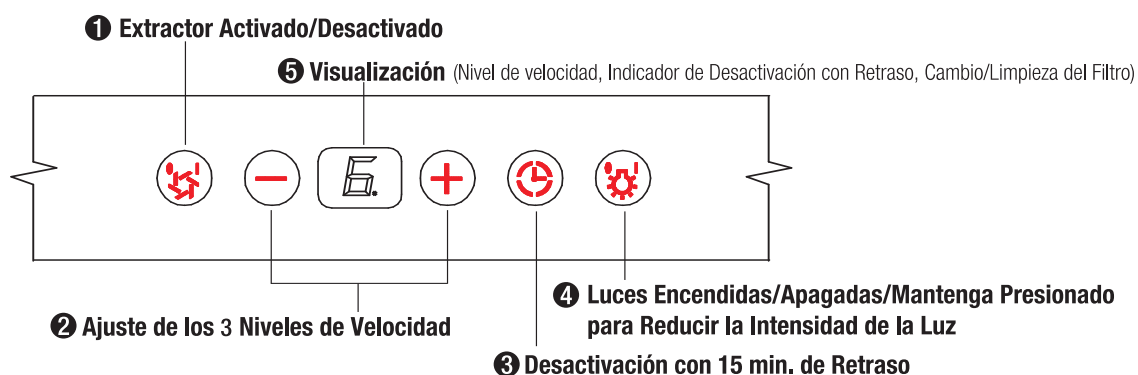 ❶ Extractor Activado/Desactivado
❺ Visualización (Nivel de velocidad, Indicador de Desactivación con Retraso, Cambio/Limpieza del Filtro)
6.
❹ Luces Encendidas/Apagadas/Mantenga Presionado
para Reducir la Intensidad de la Luz
❷ Ajuste de los 3 Niveles de Velocidad
❸ Desactivación con 15 min. de Retraso